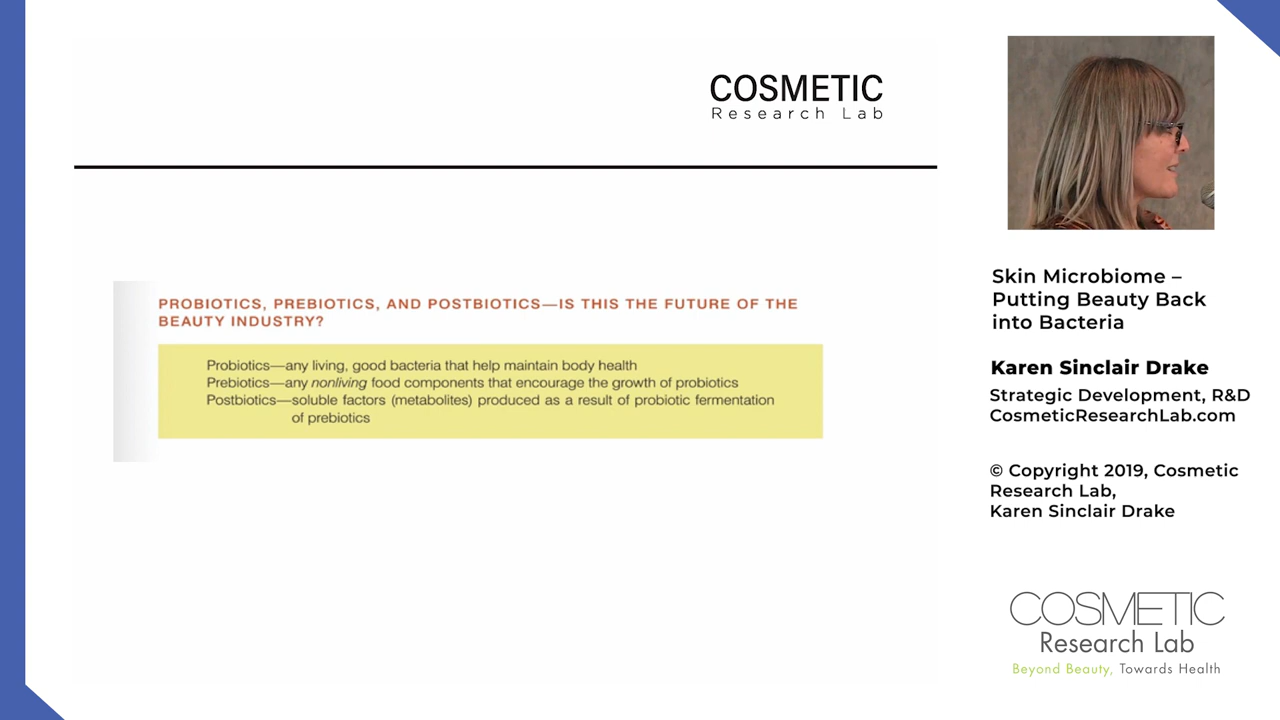 COSMETIC
Research Lab
PROBIOTICS, PREBIOTICS, AND POSTBIOTICS—IS THIS THE FUTURE OF THE
BEAUTY INDUSTRY?
Probiotics—any living, good bacteria that help maintain body health
Prebiotics—any nonliving food components that encourage the growth of probiotics
Postbiotics—soluble factors (metabolites) produced as a result of probiotic fermentation
of prebiotics
Skin Microbiome –
Putting Beauty Back
into Bacteria
Karen Sinclair Drake
Strategic Development, R&D
CosmeticResearchLab.com
© Copyright 2019, Cosmetic
Research Lab,
Karen Sinclair Drake
COSMETIC
Research Lab
Beyond Beauty, Towards Health